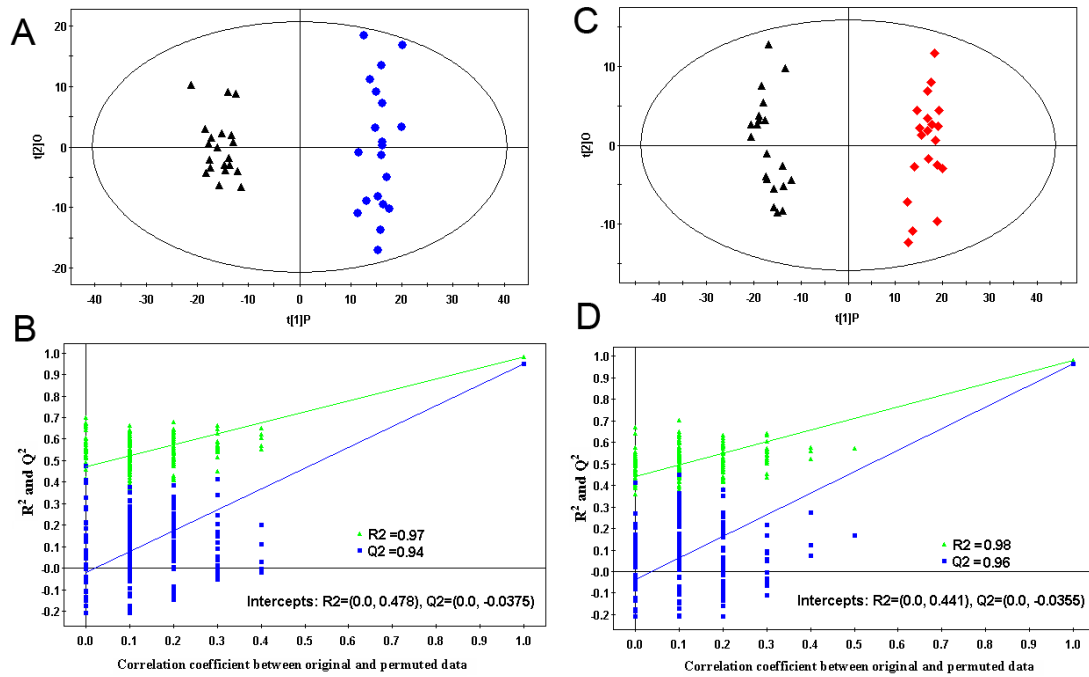 A
t[2]O
20
10
0
-10
-20
-40 -30 -20 -10 0 10 20 30 40
t[1]P
C
t[2]O
10
0
-10
-40 -30 -20 -10 0 10 20 30 40
t[1]P
B
R² and Q²
1.0
0.9
0.8
0.7
0.6
0.5
0.4
0.3
0.2
0.1
-0.0
-0.1
-0.2
R2 =0.97
Q2 =0.94
Intercepts: R2=(0.0, 0.478), Q2=(0.0, -0.0375)
0.0 0.1 0.2 0.3 0.4 0.5 0.6 0.7 0.8 0.9 1.0
Correlation coefficient between original and permuted data
D
R² and Q²
1.0
0.9
0.8
0.7
0.6
0.5
0.4
0.3
0.2
0.1
-0.0
-0.1
-0.2
R2 =0.98
Q2 =0.96
Intercepts: R2=(0.0, 0.441), Q2=(0.0, -0.0355)
0.0 0.1 0.2 0.3 0.4 0.5 0.6 0.7 0.8 0.9 1.0
Correlation coefficient between original and permuted data